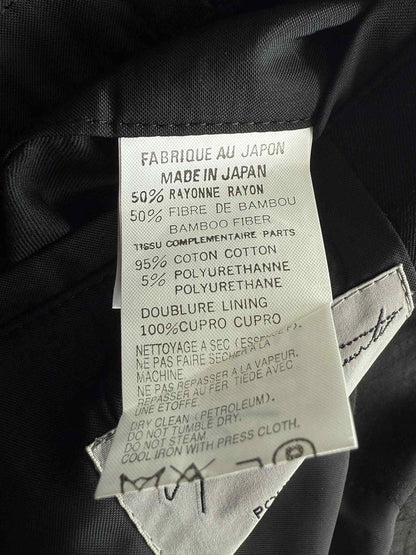 FABRIQUE AU JAPON
MADE IN JAPAN
50% RAYONNE RAYON
50% FIBRE DE BAMBOU
BAMBOO FIBER
TISSU COMPLEMENTAIRE PARTS
95% COTON COTTON
5% POLYURETHANNE
POLYURETHANE
DOUBLURE LINING
100%CUPRO CUPRO
NETTOYAGE A SEC (ESSENCE F).
NE PAS FAIRE SECHER A LA
MACHINE
NE PAS REPASSER A LA VAPEUR.
REPASSER AU FER TIEDE AVEC
UNE ÉTOFFE.
DRY CLEAN (PETROLEUM).
DO NOT TUMBLE DRY.
DO NOT STEAM
COOL IRON WITH PRESS CLOTH.